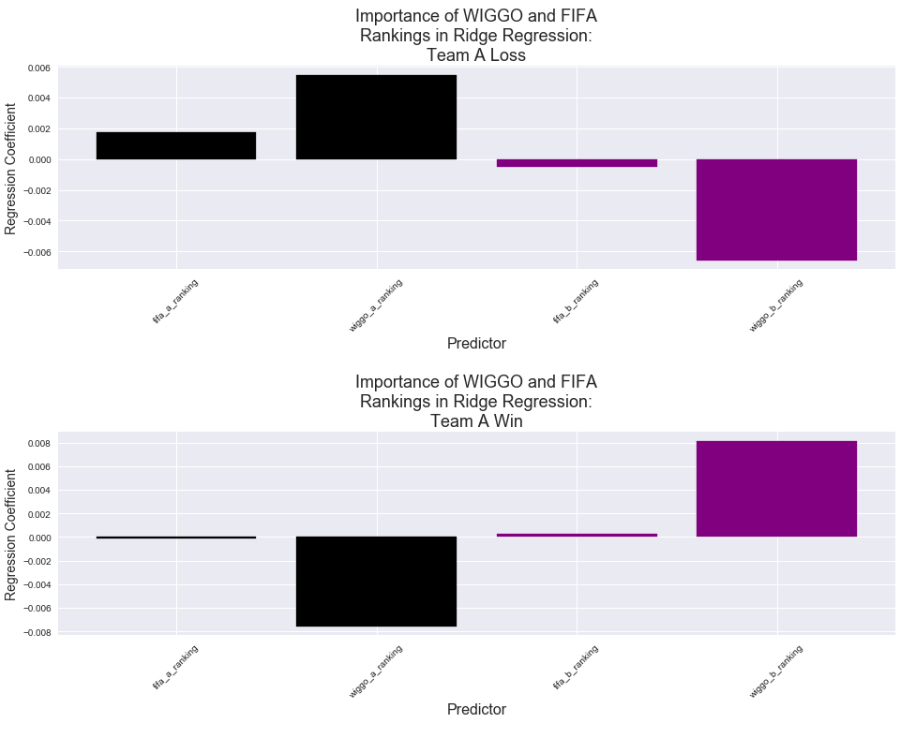 Importance of WIGGO and FIFA
Rankings in Ridge Regression:
Team A Loss
0.006
0.004
0.002
0.000
−0.002
−0.004
−0.006
Regression Coefficient
fifa_a_ranking
wiggo_a_ranking
fifa_b_ranking
wiggo_b_ranking
Predictor
Importance of WIGGO and FIFA
Rankings in Ridge Regression:
Team A Win
0.008
0.006
0.004
0.002
0.000
−0.002
−0.004
−0.006
−0.008
Regression Coefficient
fifa_a_ranking
wiggo_a_ranking
fifa_b_ranking
wiggo_b_ranking
Predictor